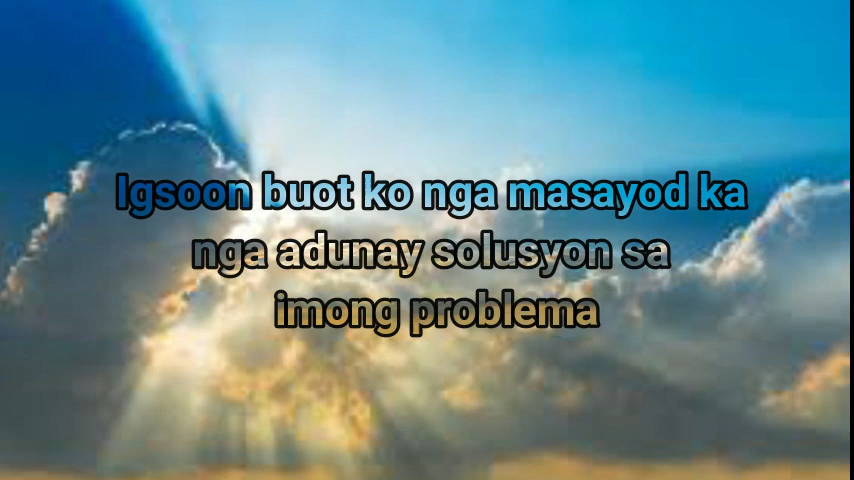 Igsoon buot ko nga masayod ka
nga adunay solusyon sa
imong problema